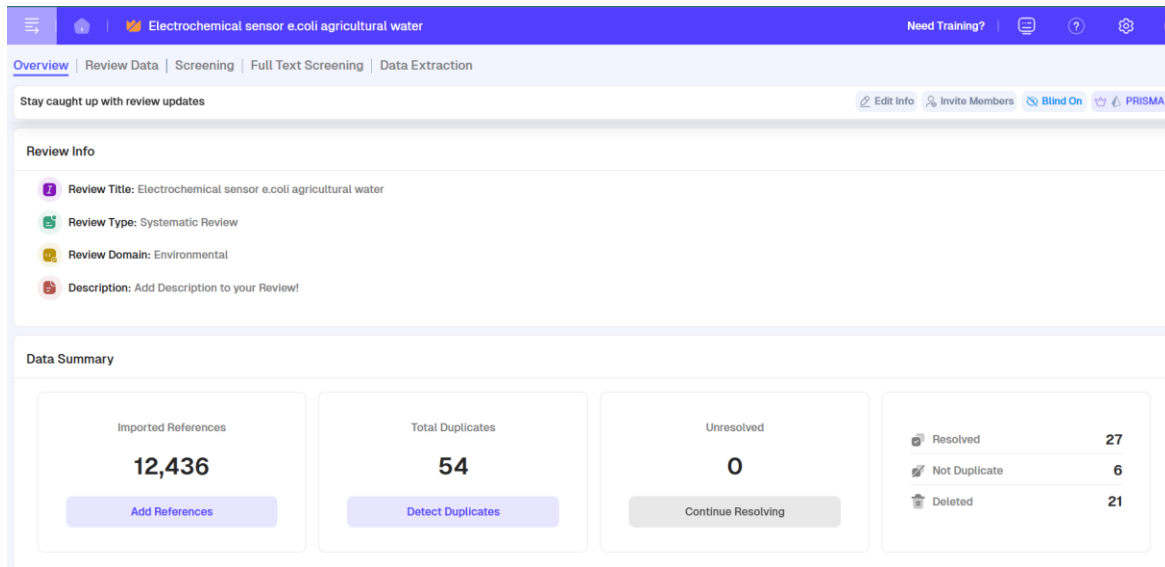 Electrochemical sensor e.coli agricultural water Need Training?
Overview | Review Data | Screening | Full Text Screening | Data Extraction
Stay caught up with review updates Edit Info Invite Members Blind On PRISMA
Review Info
Review Title: Electrochemical sensor e.coli agricultural water
Review Type: Systematic Review
Review Domain: Environmental
Description: Add Description to your Review!
Data Summary
Imported References Total Duplicates Unresolved
12,436 54 0
Add References Detect Duplicates Continue Resolving
Resolved 27
Not Duplicate 6
Deleted 21